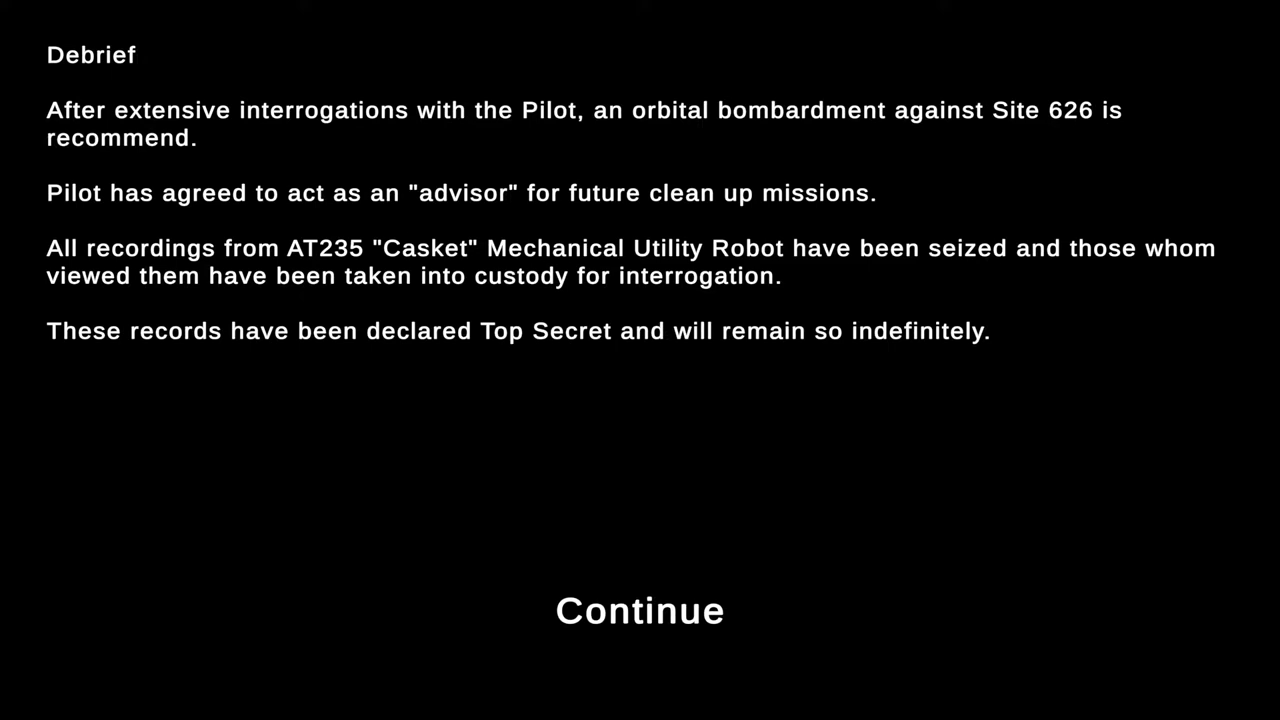 Debrief
After extensive interrogations with the Pilot, an orbital bombardment against Site 626 is
recommend.
Pilot has agreed to act as an "advisor" for future clean up missions.
All recordings from AT235 "Casket" Mechanical Utility Robot have been seized and those whom
viewed them have been taken into custody for interrogation.
These records have been declared Top Secret and will remain so indefinitely.
Continue